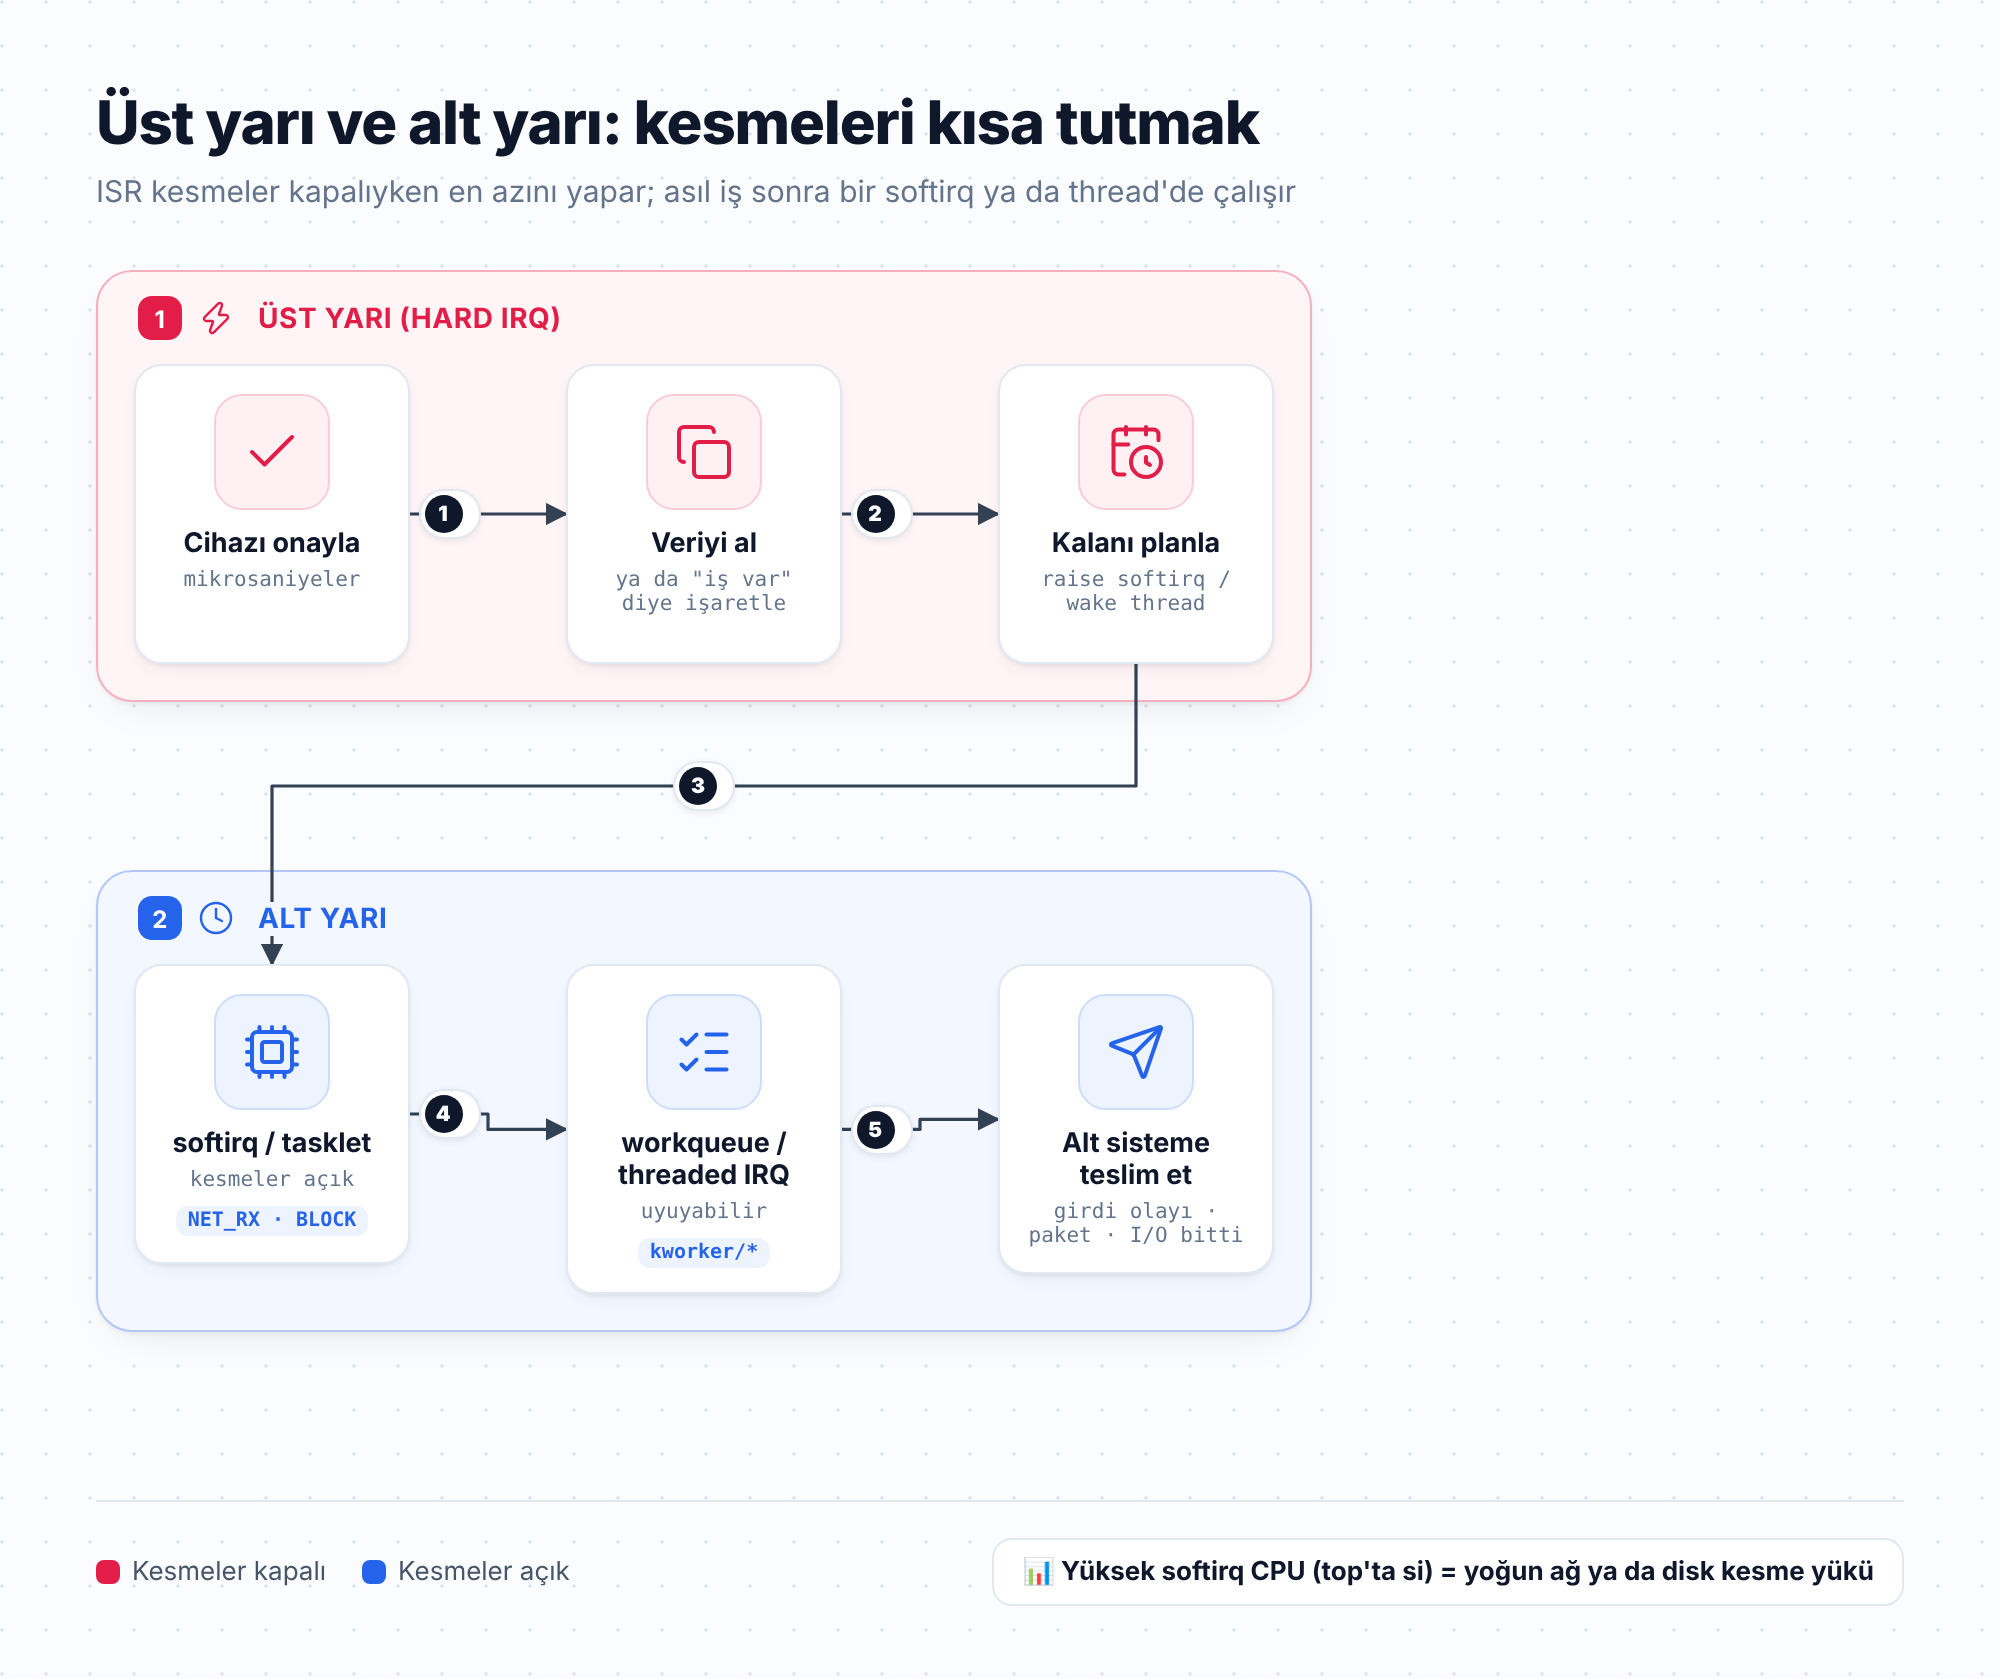 Üst yarı ve alt yarı: kesmeleri kısa tutmak
ISR kesmeler kapalıyken en azını yapar; asıl iş sonra bir softirq ya da thread'de çalışır
1 ÜST YARI (HARD IRQ)
Cihazı onayla
mikrosaniyeler
1
Veriyi al
ya da "iş var"
diye işaretle
2
Kalanı planla
raise softirq /
wake thread
3
2 ALT YARI
softirq / tasklet
kesmeler açık
NET_RX · BLOCK
4
workqueue /
threaded IRQ
uyuyabilir
kworker/*
5
Alt sisteme
teslim et
girdi olayı ·
paket · I/O bitti
Kesmeler kapalı
Kesmeler açık
📊 Yüksek softirq CPU (top'ta si) = yoğun ağ ya da disk kesme yükü